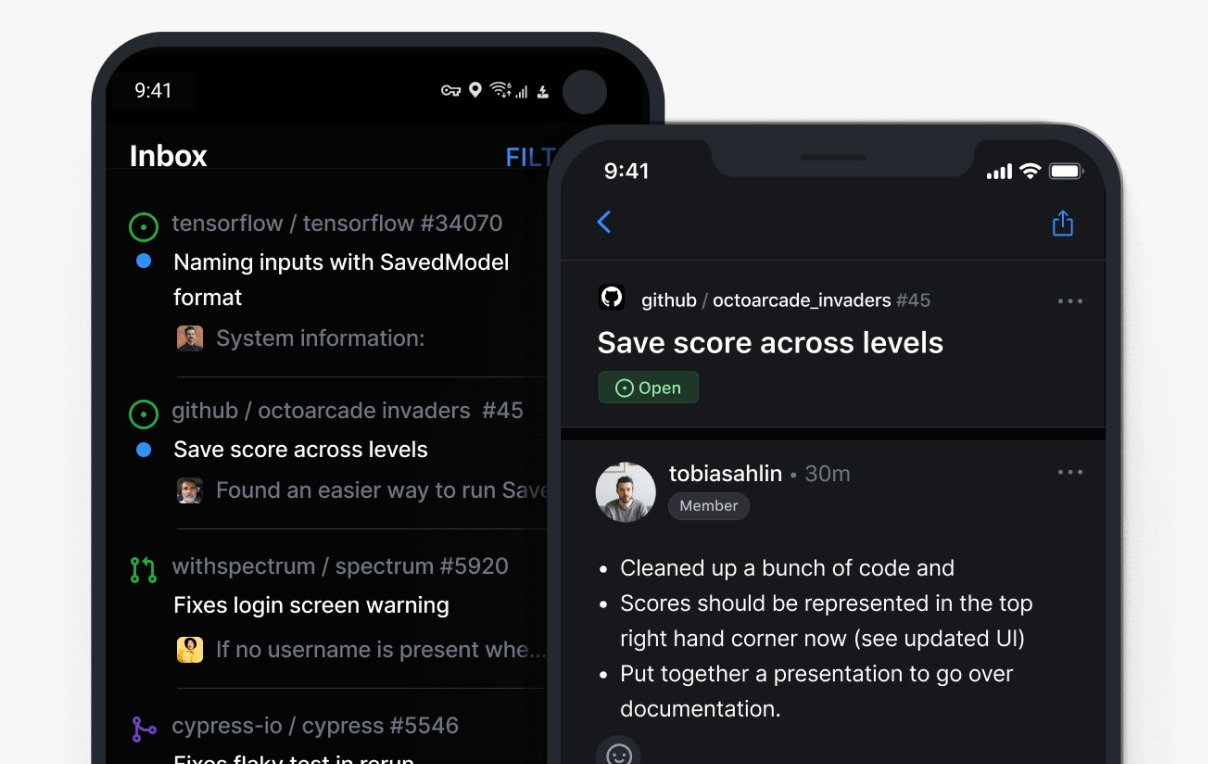 9:41
Inbox
FILT
tensorflow / tensorflow #34070
Naming inputs with SavedModel
format
System information:
github / octoarcade invaders #45
Save score across levels
Found an easier way to run Save
withspectrum / spectrum #5920
Fixes login screen warning
If no username is present whe...
cypress-io / cypress #5546
Fixes flaky test in rerun
9:41
github / octoarcade_invaders #45
Save score across levels
Open
tobiasahlin • 30m
Member
• Cleaned up a bunch of code and
• Scores should be represented in the top
right hand corner now (see updated UI)
• Put together a presentation to go over
documentation.